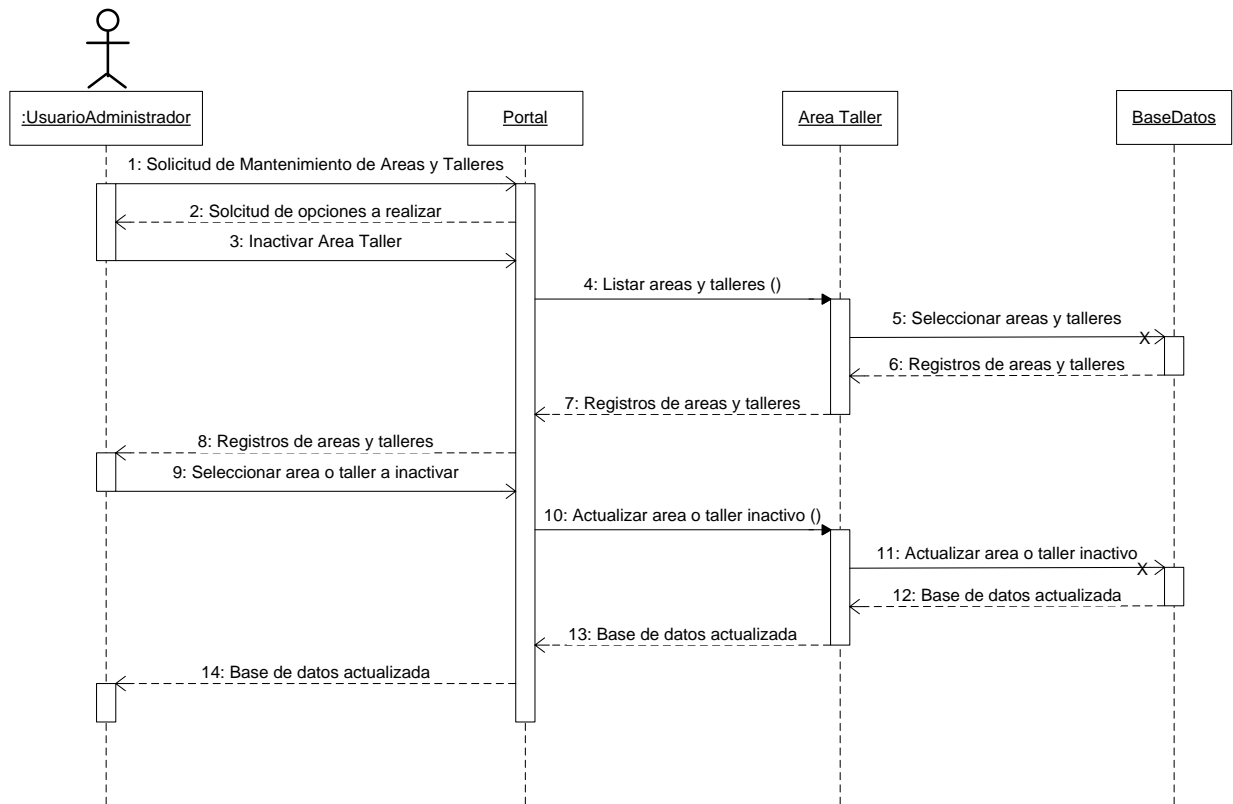 :UsuarioAdministrador
Portal
Area Taller
BaseDatos
1: Solicitud de Mantenimiento de Areas y Talleres
2: Solcitud de opciones a realizar
3: Inactivar Area Taller
4: Listar areas y talleres ()
5: Seleccionar areas y talleres
X
6: Registros de areas y talleres
7: Registros de areas y talleres
8: Registros de areas y talleres
9: Seleccionar area o taller a inactivar
10: Actualizar area o taller inactivo ()
11: Actualizar area o taller inactivo
X
12: Base de datos actualizada
13: Base de datos actualizada
14: Base de datos actualizada